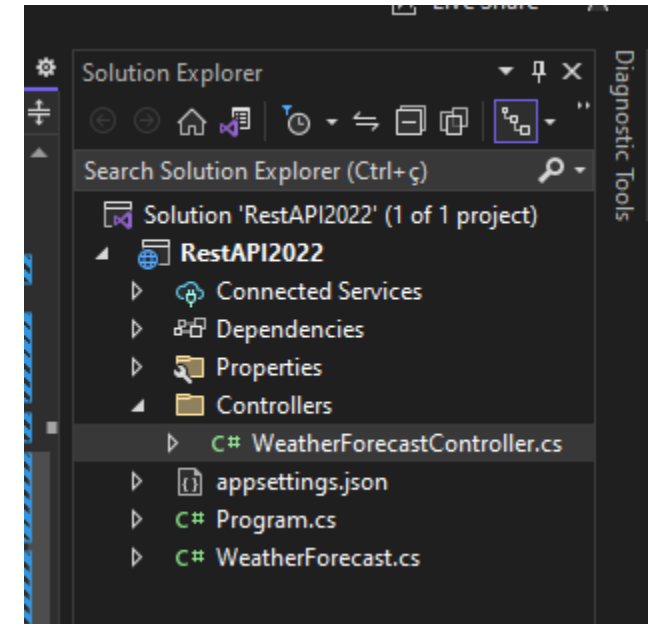 Live Share
Solution Explorer
Search Solution Explorer (Ctrl+ç)
Solution 'RestAPI2022' (1 of 1 project)
RestAPI2022
Connected Services
Dependencies
Properties
Controllers
C# WeatherForecastController.cs
appsettings.json
C# Program.cs
C# WeatherForecast.cs
Diagnostic Tools